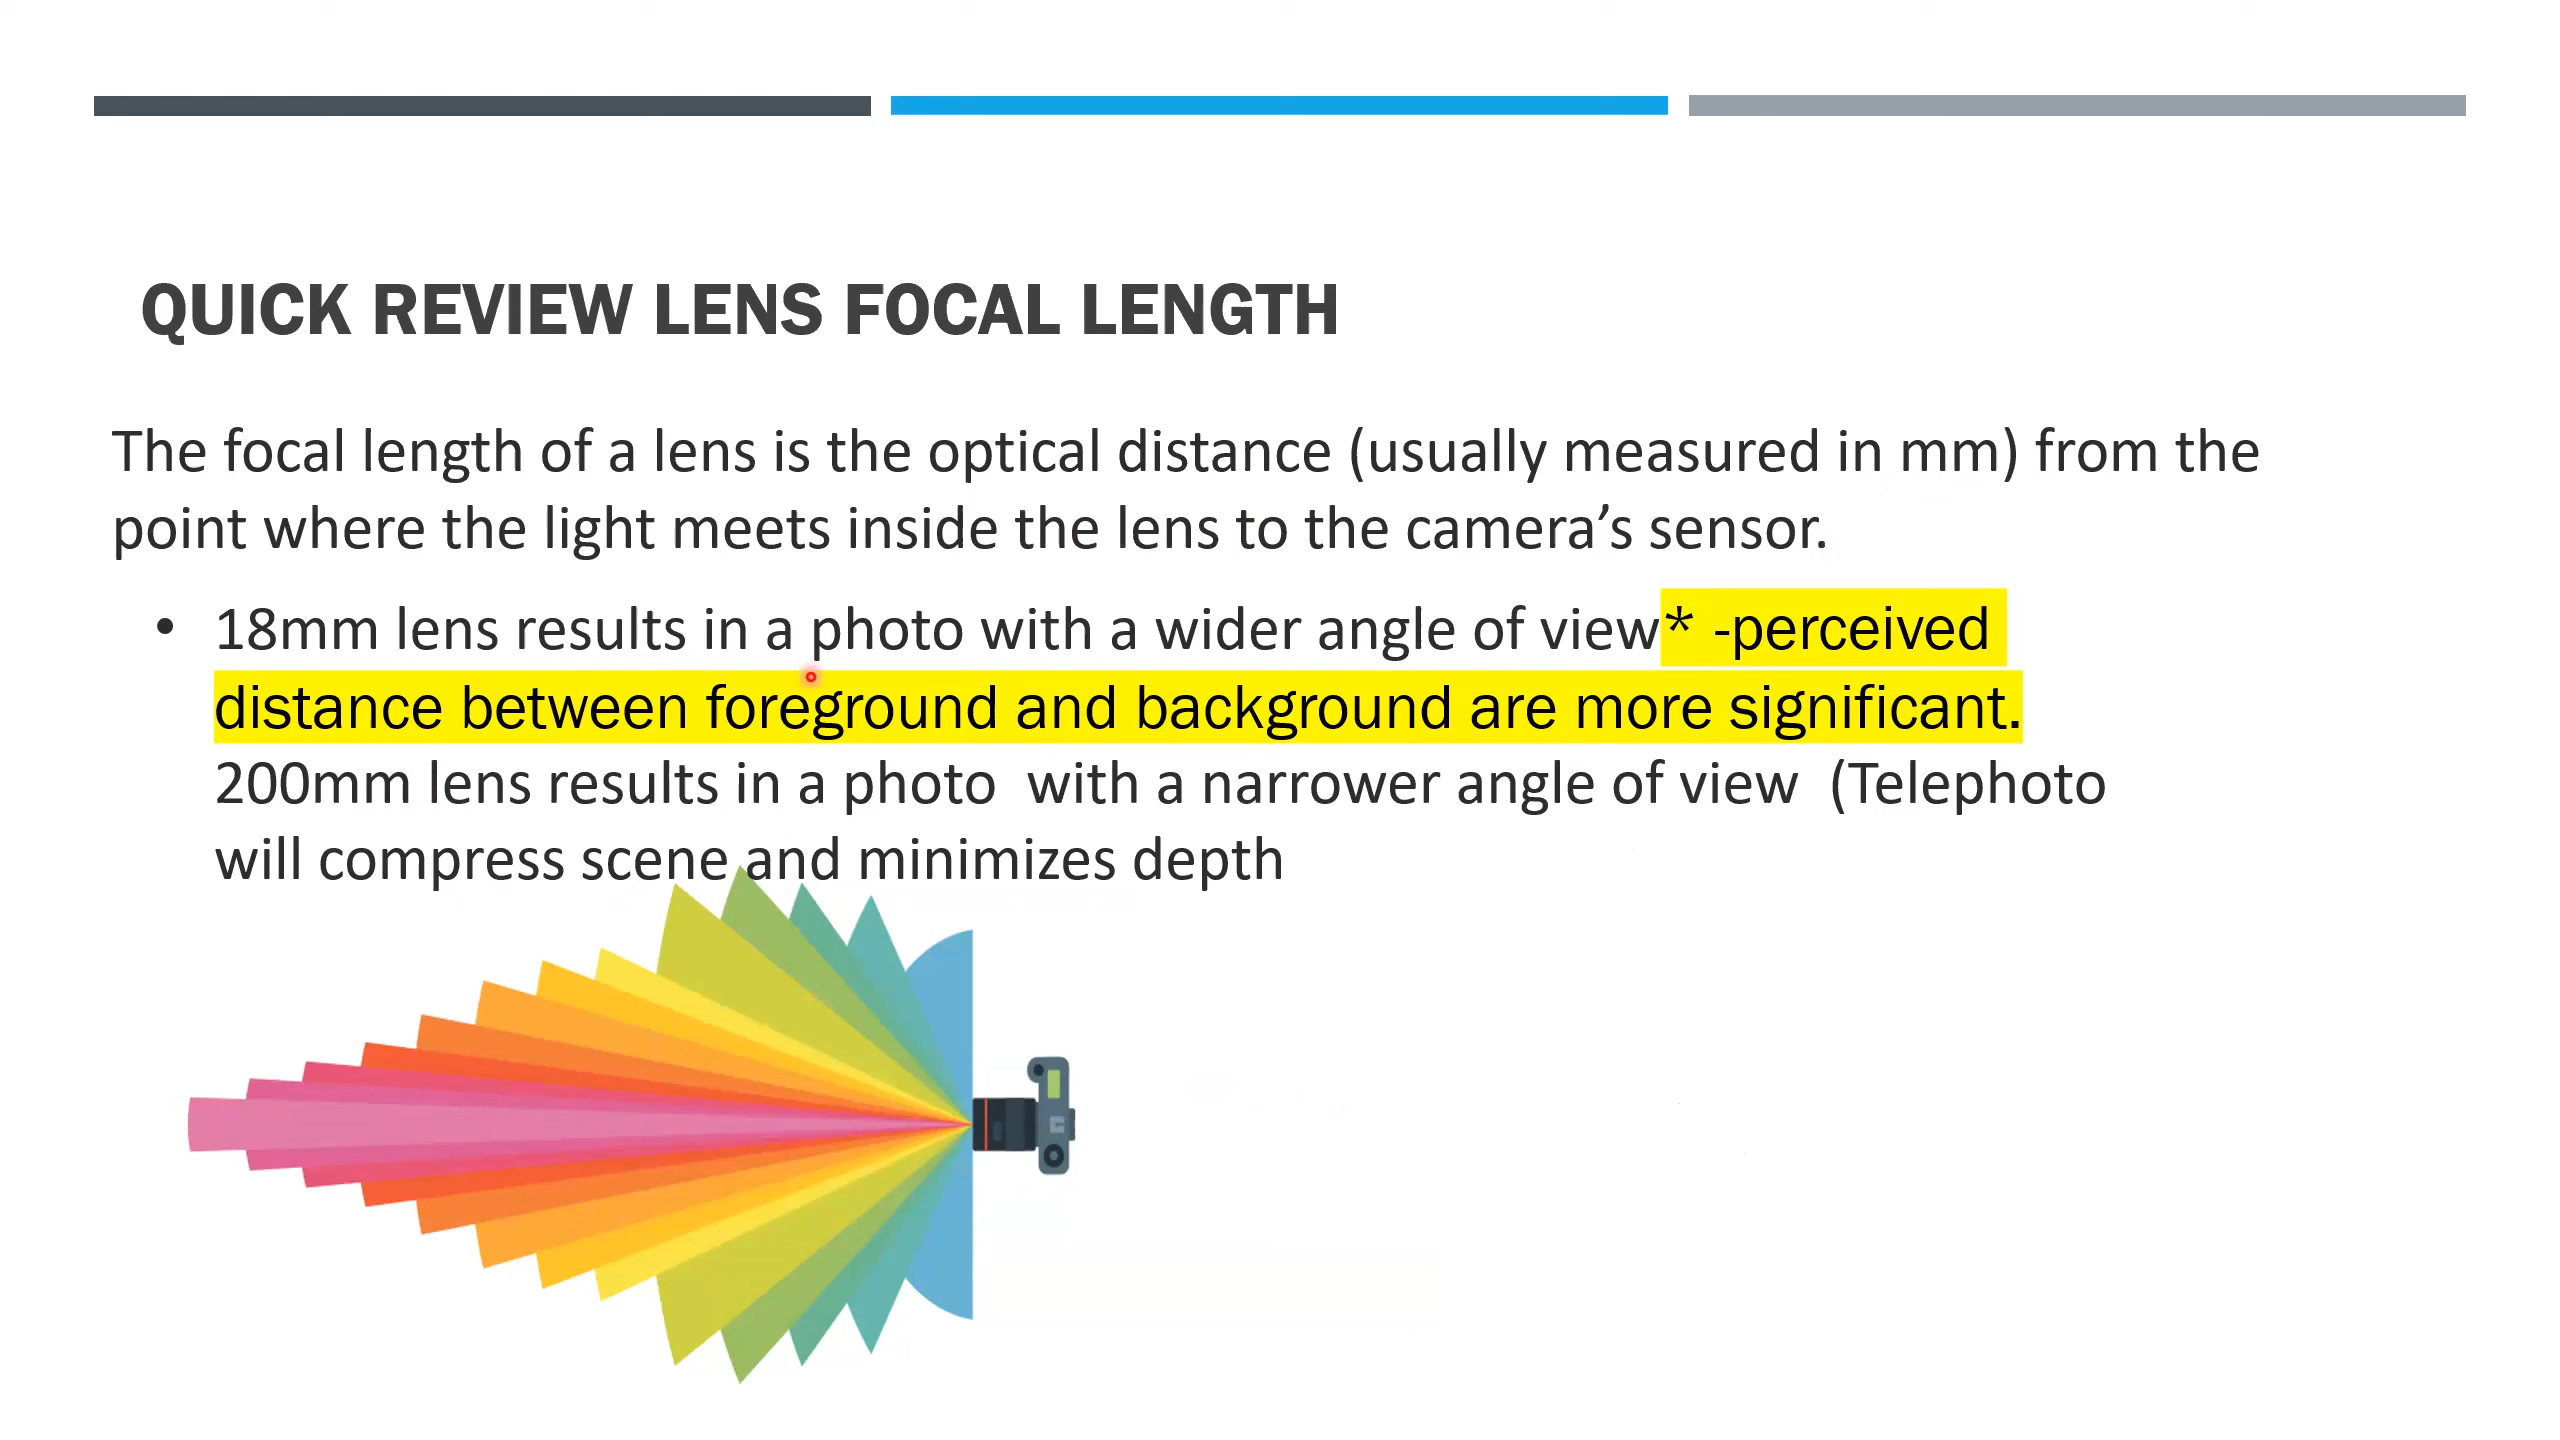 QUICK REVIEW LENS FOCAL LENGTH
The focal length of a lens is the optical distance (usually measured in mm) from the
point where the light meets inside the lens to the camera’s sensor.
• 18mm lens results in a photo with a wider angle of view* -perceived
distance between foreground and background are more significant.
200mm lens results in a photo  with a narrower angle of view  (Telephoto
will compress scene and minimizes depth